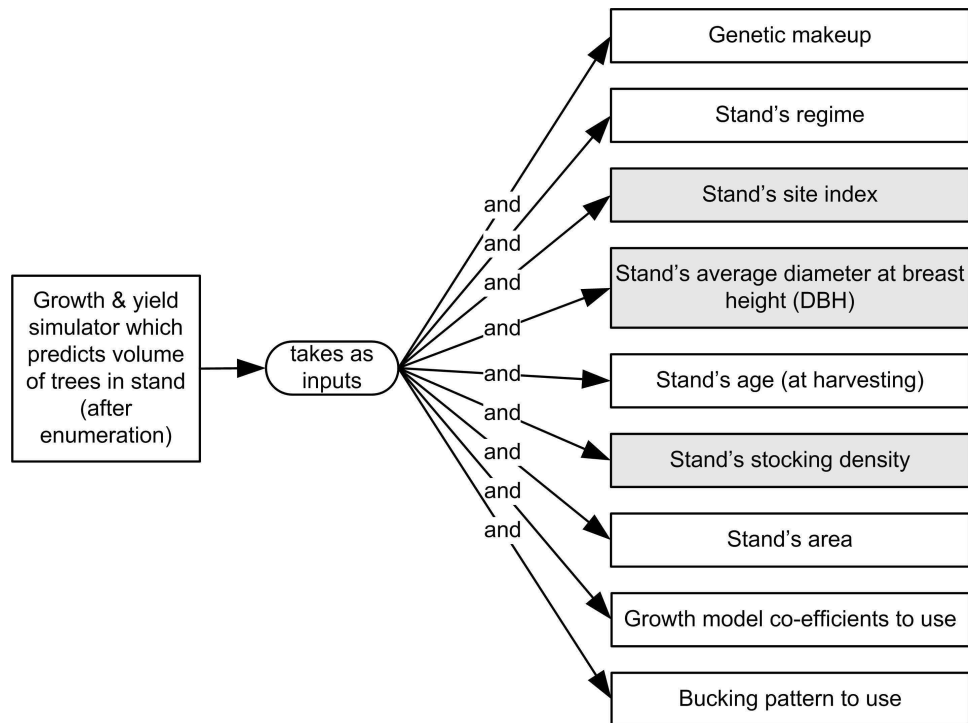 Growth & yield
simulator which
predicts volume
of trees in stand
(after
enumeration)
takes as
inputs
and
and
and
and
and
and
and
and
and
Genetic makeup
Stand's regime
Stand's site index
Stand's average diameter at breast
height (DBH)
Stand's age (at harvesting)
Stand's stocking density
Stand's area
Growth model co-efficients to use
Bucking pattern to use